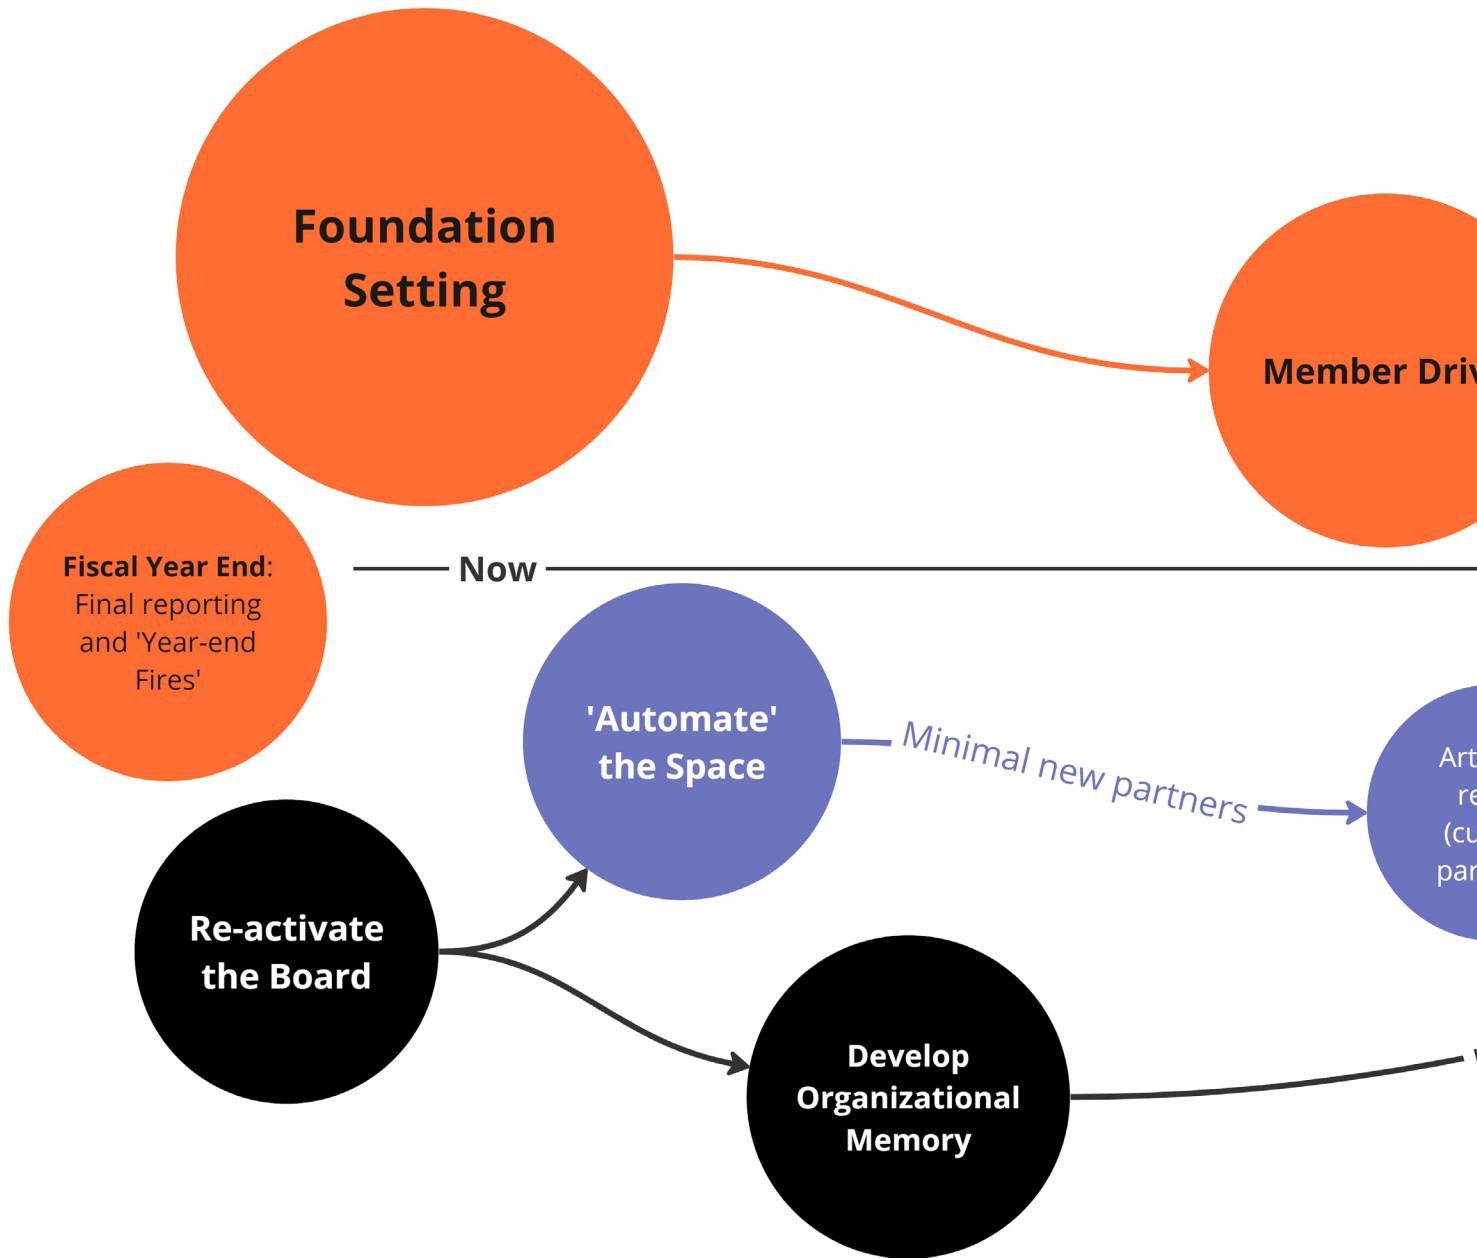 Foundation
Setting
Member
Fiscal Year End:
Final reporting
and 'Year-end
Fires'
Now
'Automate'
the Space
Minimal new partners
Re-activate
the Board
Develop
Organizational
Memory